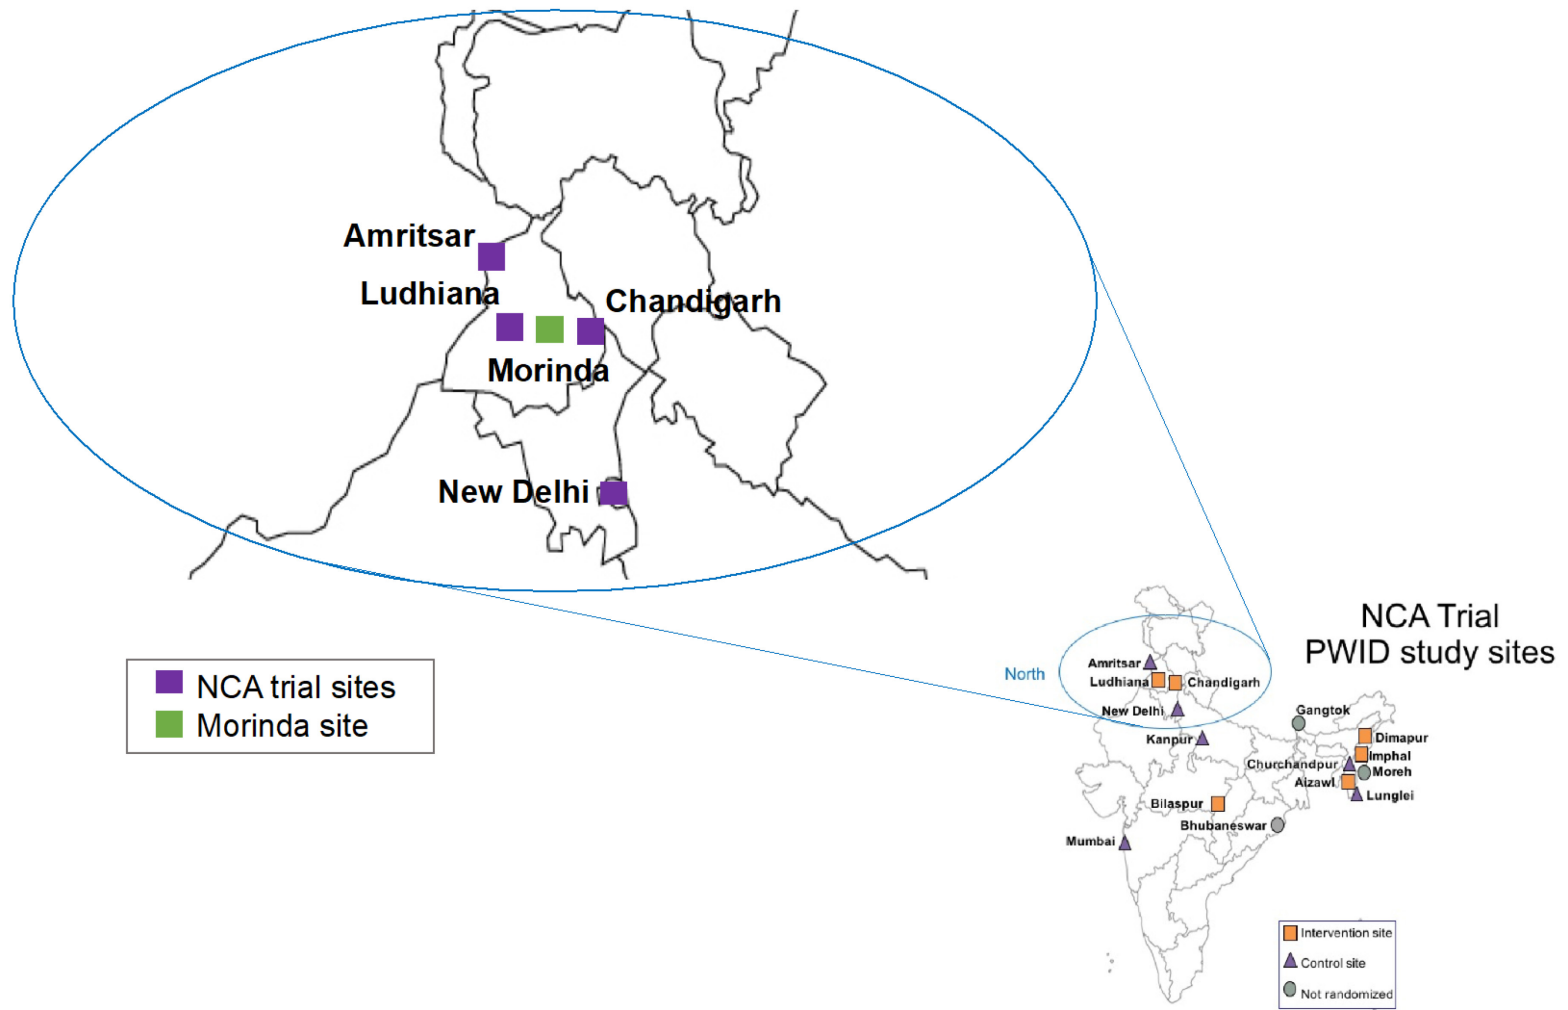 Amritsar
Ludhiana
Chandigarh
Morinda
New Delhi
NCA trial sites
Morinda site
NCA Trial
PWID study sites
North
Amritsar
Ludhiana
Chandigarh
New Delhi
Kanpur
Gangtok
Dimapur
Imphal
Churchandpur
Moreh
Aizawl
Lunglei
Bilaspur
Bhubaneswar
Mumbai
Intervention site
Control site
Not randomized